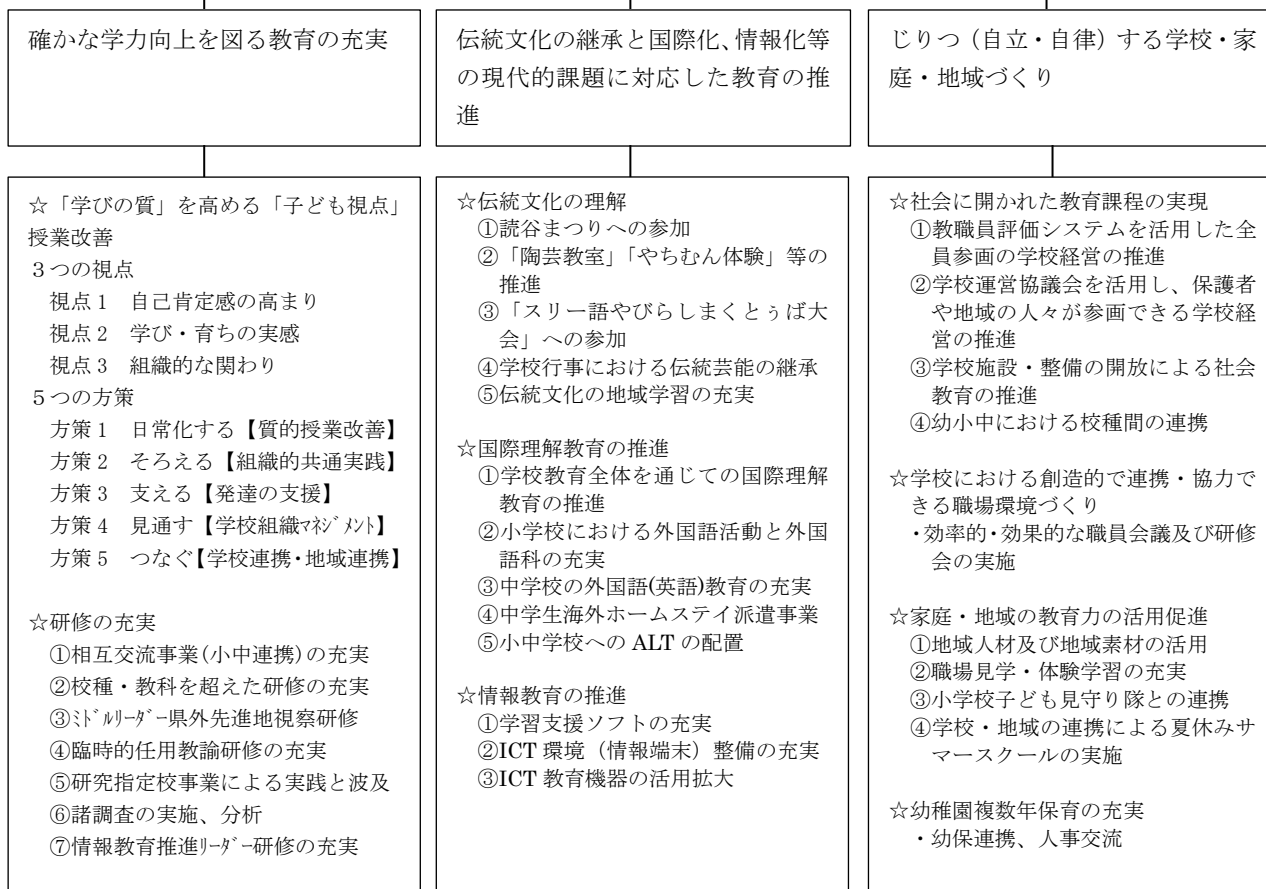 確かな学力向上を図る教育の充実
伝統文化の継承と国際化、情報化等
の現代的課題に対応した教育の推
進
じりつ（自立・自律）する学校・家
庭・地域づくり
☆「学びの質」を高める「子ども視点」
授業改善
３つの視点
視点１　自己肯定感の高まり
視点２　学び・育ちの実感
視点３　組織的な関わり
５つの方策
方策１　日常化する【質的授業改善】
方策２　そろえる【組織的共通実践】
方策３　支える【発達の支援】
方策４　見通す【学校組織ﾏﾈｼﾞﾒﾝﾄ】
方策５　つなぐ【学校連携・地域連携】
☆研修の充実
①相互交流事業(小中連携)の充実
②校種・教科を超えた研修の充実
③ﾐﾄﾞﾙﾘｰﾀﾞｰ県外先進地視察研修
④臨時的任用教諭研修の充実
⑤研究指定校事業による実践と波及
⑥諸調査の実施、分析
⑦情報教育推進ﾘｰﾀﾞｰ研修の充実
☆伝統文化の理解
①読谷まつりへの参加
②「陶芸教室」「やちむん体験」等の
推進
③「スリー語やびらしまくとぅば大
会」への参加
④学校行事における伝統芸能の継承
⑤伝統文化の地域学習の充実
☆国際理解教育の推進
①学校教育全体を通じての国際理解
教育の推進
②小学校における外国語活動と外国
語科の充実
③中学校の外国語(英語)教育の充実
④中学生海外ホームステイ派遣事業
⑤小中学校への ALT の配置
☆情報教育の推進
①学習支援ソフトの充実
②ICT 環境（情報端末）整備の充実
③ICT 教育機器の活用拡大
☆社会に開かれた教育課程の実現
①教職員評価システムを活用した全
員参画の学校経営の推進
②学校運営協議会を活用し、保護者
や地域の人々が参画できる学校経
営の推進
③学校施設・整備の開放による社会
教育の推進
④幼小中における校種間の連携
☆学校における創造的で連携・協力で
きる職場環境づくり
・効率的・効果的な職員会議及び研修
会の実施
☆家庭・地域の教育力の活用促進
①地域人材及び地域素材の活用
②職場見学・体験学習の充実
③小学校子ども見守り隊との連携
④学校・地域の連携による夏休みサ
マースクールの実施
☆幼稚園複数年保育の充実
・幼保連携、人事交流